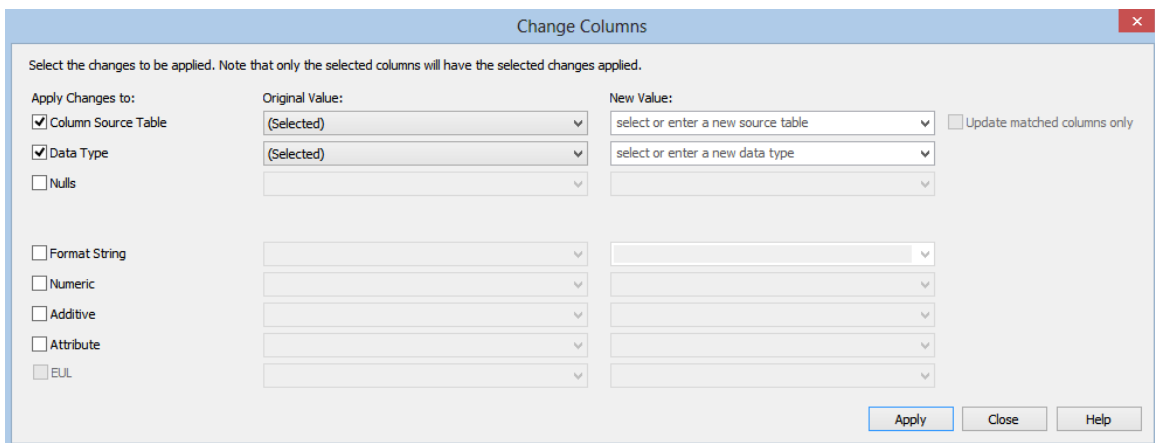 Change Columns
Select the changes to be applied. Note that only the selected columns will have the selected changes applied.
Apply Changes to: Original Value: New Value:
Column Source Table (Selected) select or enter a new source table Update matched columns only
Data Type (Selected) select or enter a new data type
Nulls
Format String
Numeric
Additive
Attribute
EUL
Apply Close Help